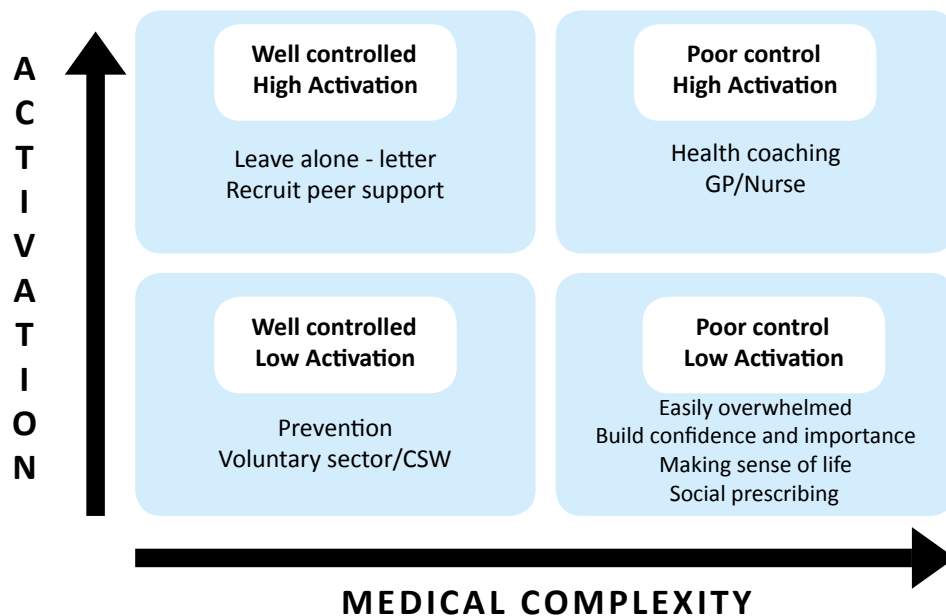 ACTIVATION
Well controlled
High Activation
Leave alone - letter
Recruit peer support
Poor control
High Activation
Health coaching
GP/Nurse
Well controlled
Low Activation
Prevention
Voluntary sector/CSW
Poor control
Low Activation
Easily overwhelmed
Build confidence and importance
Making sense of life
Social prescribing
MEDICAL COMPLEXITY